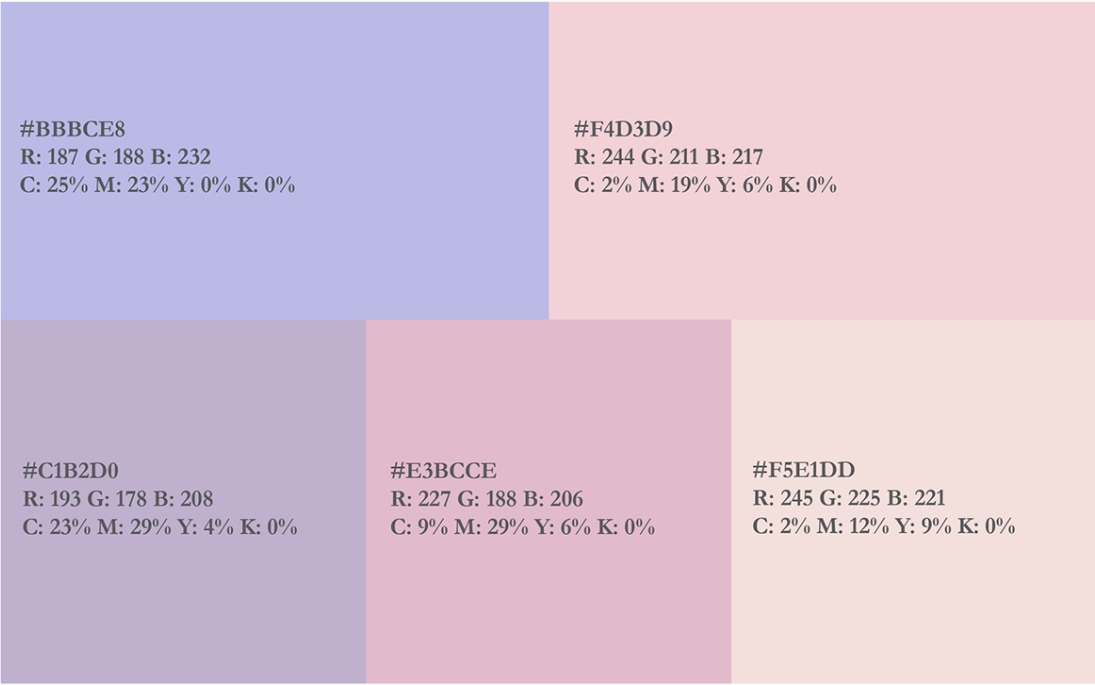 #BBBCE8
R: 187 G: 188 B: 232
C: 25% M: 23% Y: 0% K: 0%
#F4D3D9
R: 244 G: 211 B: 217
C: 2% M: 19% Y: 6% K: 0%
#C1B2D0
R: 193 G: 178 B: 208
C: 23% M: 29% Y: 4% K: 0%
#E3BCCE
R: 227 G: 188 B: 206
C: 9% M: 29% Y: 6% K: 0%
#F5E1DD
R: 245 G: 225 B: 221
C: 2% M: 12% Y: 9% K: 0%